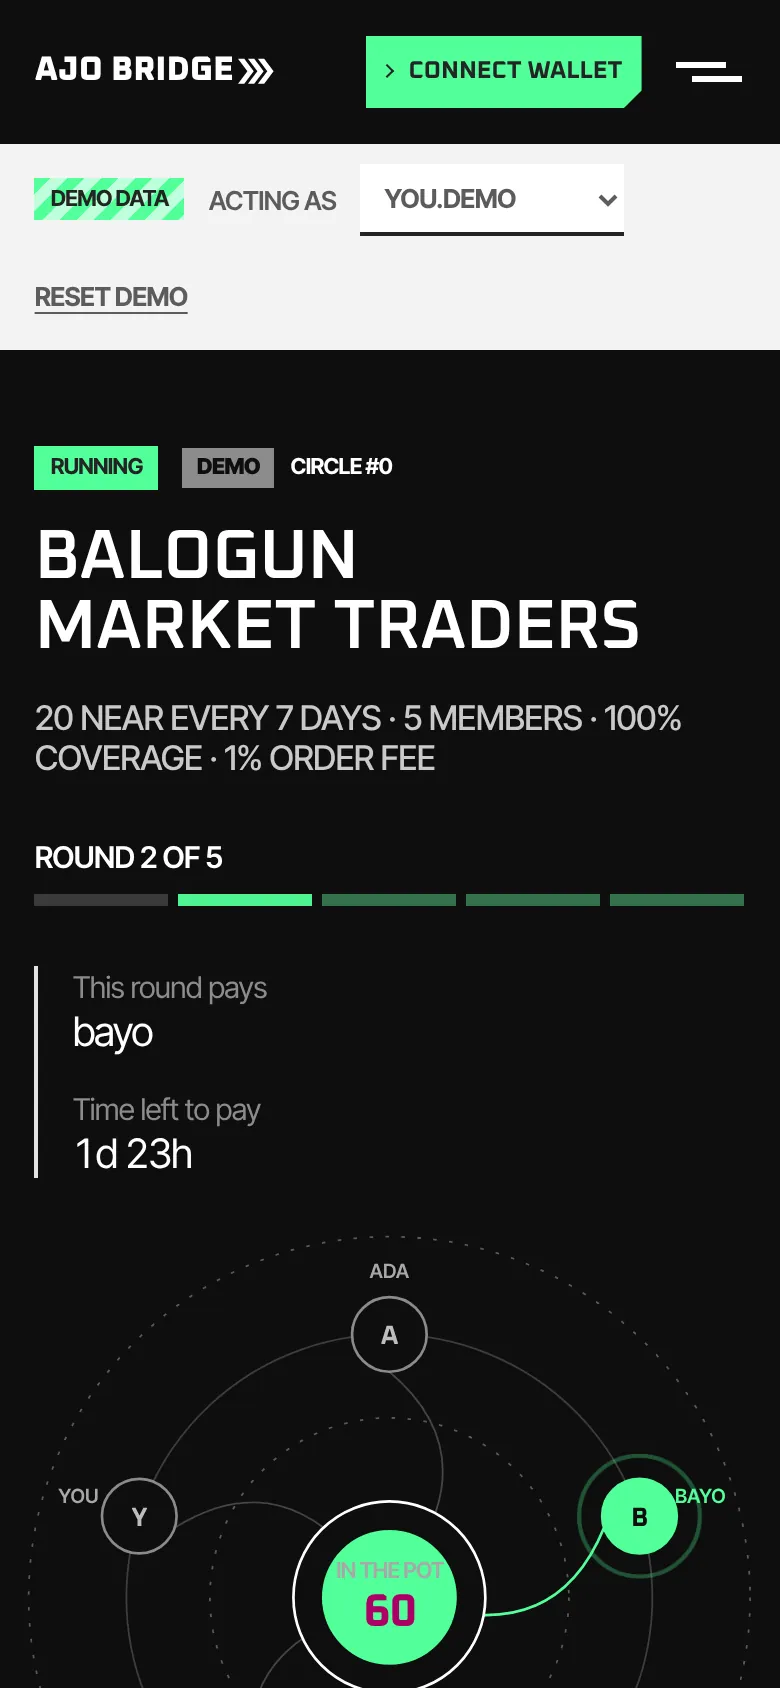 AJO BRIDGE
CONNECT WALLET
DEMO DATA
ACTING AS
YOU.DEMO
RESET DEMO
RUNNING
DEMO
CIRCLE #0
BALOGUN
MARKET TRADERS
20 NEAR EVERY 7 DAYS · 5 MEMBERS · 100%
COVERAGE · 1% ORDER FEE
ROUND 2 OF 5
This round pays
bayo
Time left to pay
1d 23h
ADA
A
YOU
Y
B
BAYO
IN THE POT
60